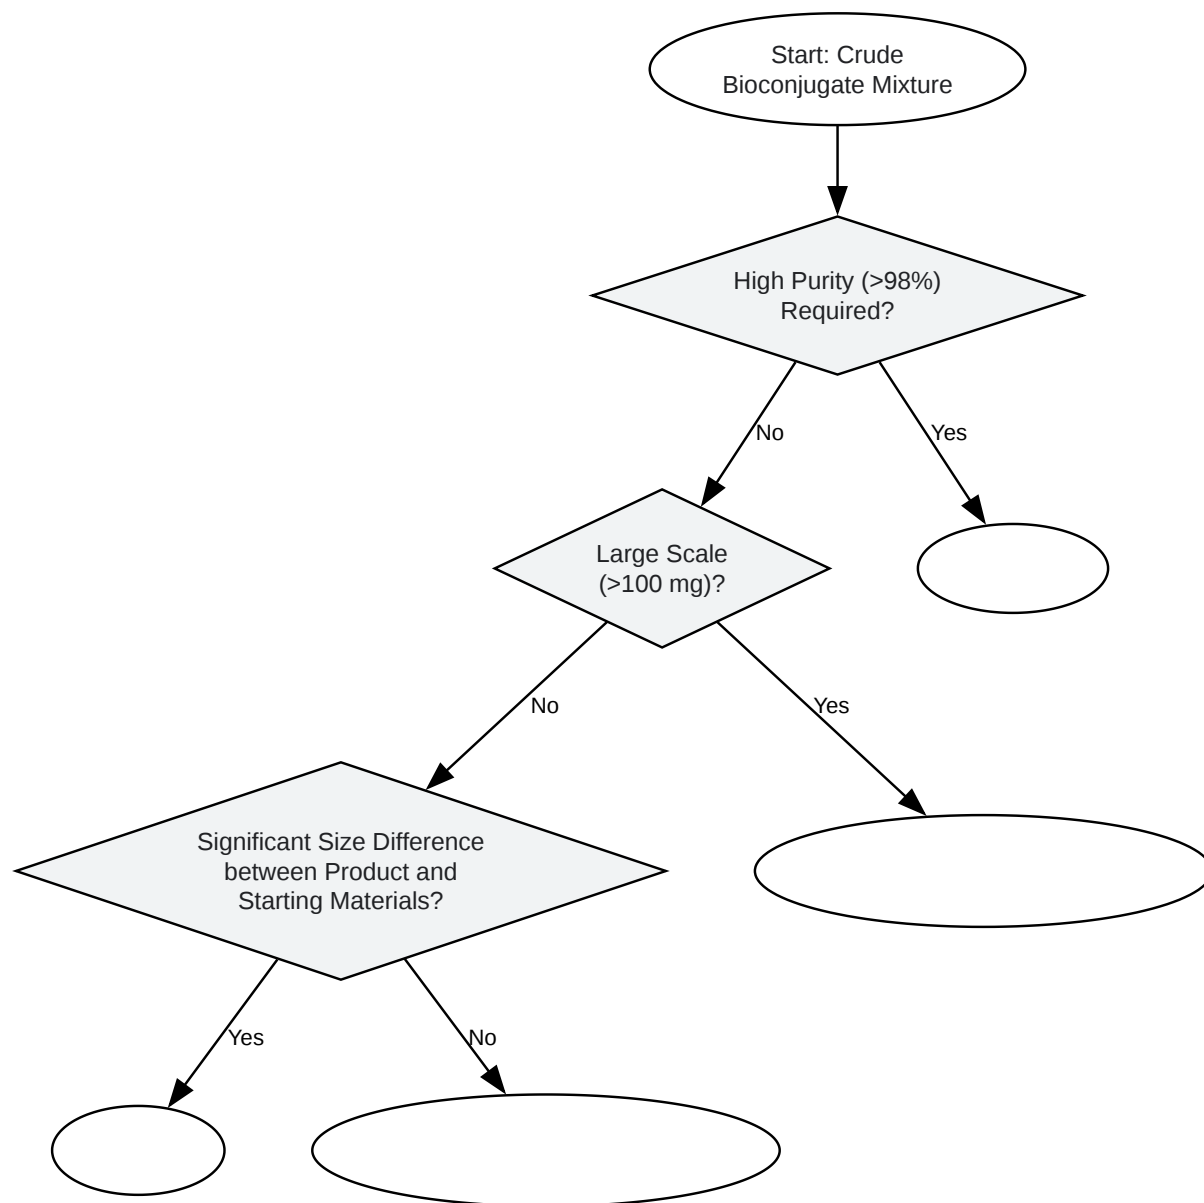 Start: Crude
Bioconjugate Mixture
High Purity (>98%)
Required?
No
Yes
Large Scale
(>100 mg)?
No
Yes
Significant Size Difference
between Product and
Starting Materials?
Yes
No